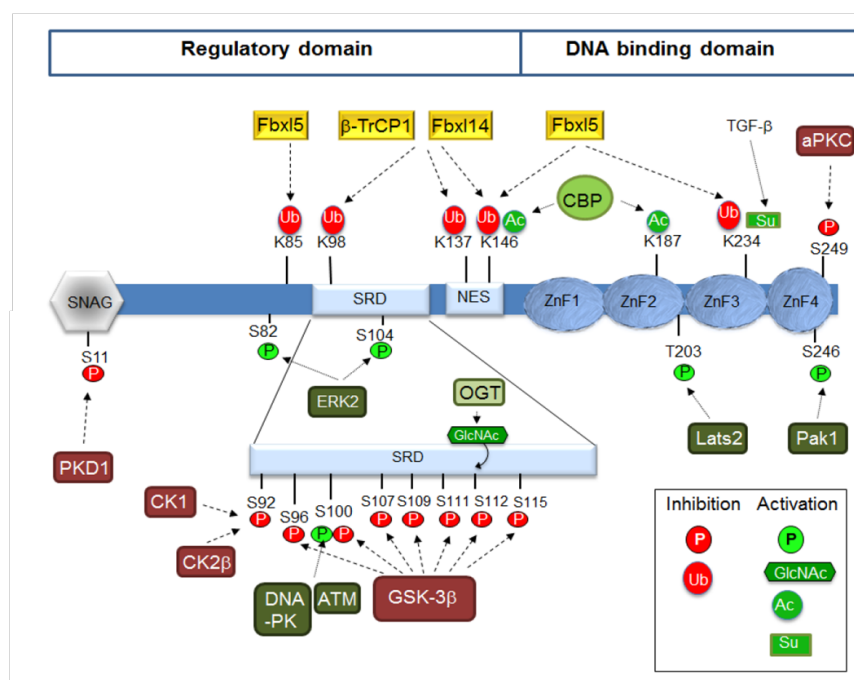 Regulatory domain
DNA binding domain
Fbxl5
β-TrCP1
Fbxl14
Fbxl5
TGF-β
aPKC
CBP
Ub
Ub
Ub
Ub
Ac
Ac
Ub
Su
P
K85
K98
K137
K146
K187
K234
S249
SNAG
SRD
NES
ZnF1
ZnF2
ZnF3
ZnF4
S11
P
S82
P
S104
P
T203
P
S246
P
ERK2
OGT
GlcNAc
Lats2
Pak1
PKD1
SRD
CK1
CK2β
S92
S96
S100
S107
S109
S111
S112
S115
P
P
P
P
P
P
P
P
P
DNA
-PK
ATM
GSK-3β
Inhibition
Activation
P
P
Ub
GlcNAc
Ac
Su